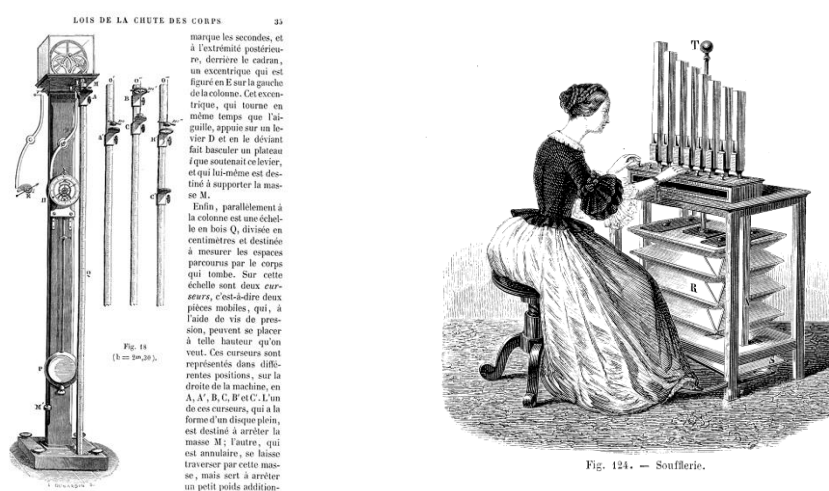 LOIS DE LA CHUTE DES CORPS 35
marque les secondes, et
à l'extrémité postérieu-
re, derrière le cadran,
un excentrique qui est
figuré en E sur la gauche
de la colonne. Cet excen-
trique, qui tourne en
même temps que l'ai-
guille, appuie sur un le-
vier D et en le déviant
fait basculer un plateau
i que soutenait ce levier,
et qui lui-même est des-
tiné à supporter la mas-
se M.
Enfin, parallèlement à
la colonne est une échel-
le en bois Q, divisée en
centimètres et destinée
à mesurer les espaces
parcourus par le corps
qui tombe. Sur cette
échelle sont deux cur-
seurs, c'est-à-dire deux
pièces mobiles, qui, à
l'aide de vis de pres-
sion, peuvent se placer
à telle hauteur qu'on
veut. Ces curseurs sont
représentés dans diffé-
rentes positions, sur la
droite de la machine, en
A, A', B, C, B' et C'. L'un
de ces curseurs, qui a la
forme d'un disque plein,
est destiné à arrêter la
masse M; l'autre, qui
est annulaire, se laisse
traverser par cette mas-
se, mais sert à arrêter
un petit poids addition-
Fig. 18
(h = 2m,30).
T
R
S
Fig. 124. — Soufflerie.